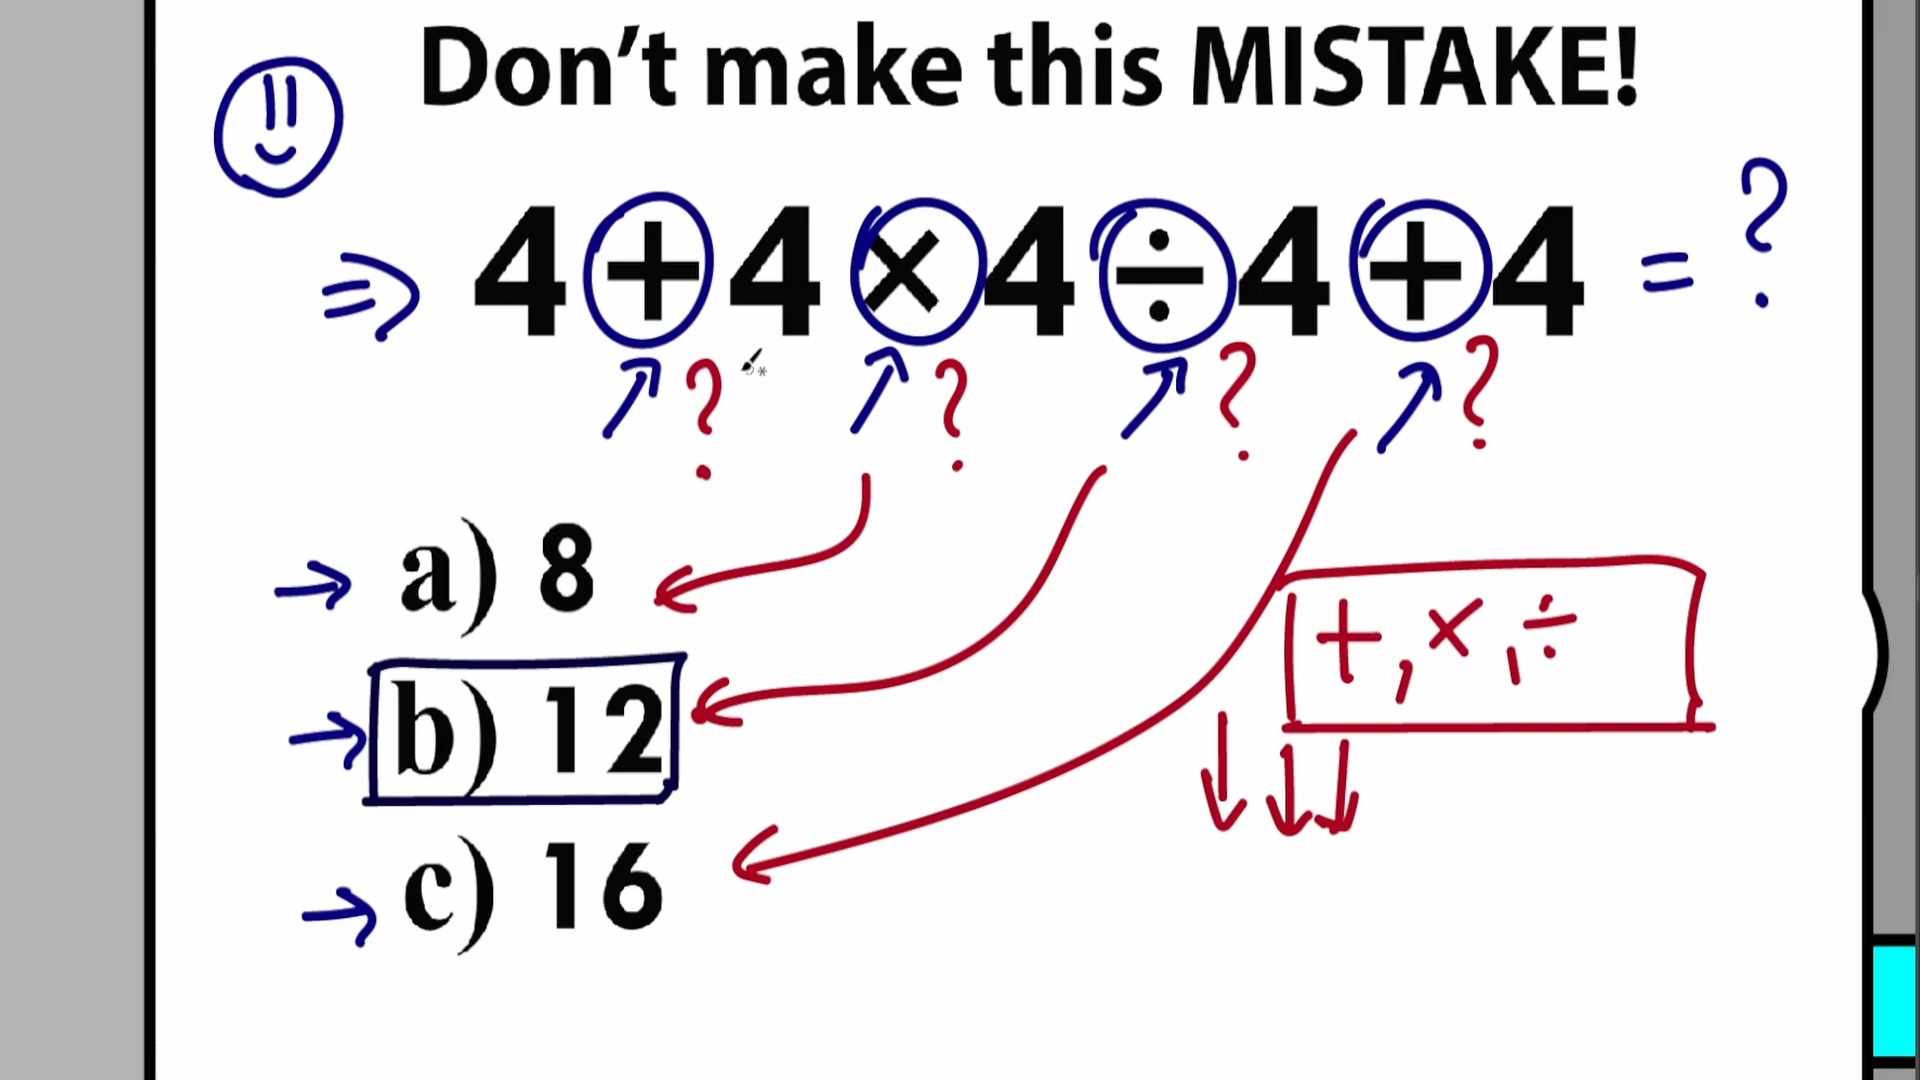 Don't make this MISTAKE!
⇒ 4+4×4÷4+4 = ?
? ? ? ?
a) 8
+, ×, ÷
b) 12
c) 16